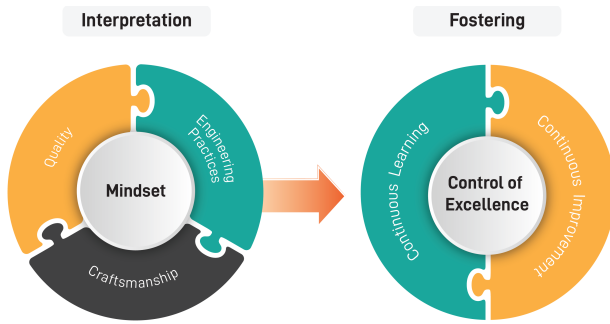 Interpretation
Fostering
Quality
Engineering
Practices
Mindset
Craftsmanship
Continuous Learning
Control of
Excellence
Continuous Improvement